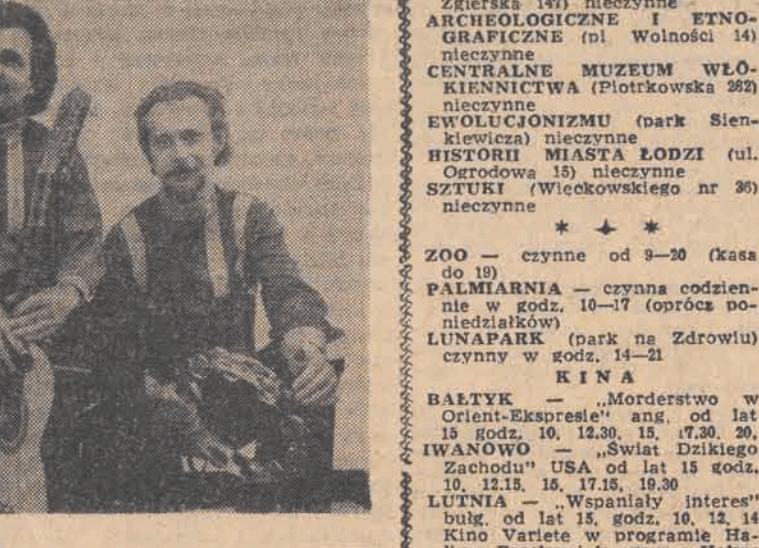 Zgierska 147) nieczynne
ARCHEOLOGICZNE I ETNO-
GRAFICZNE (pl Wolności 14)
nieczynne
CENTRALNE MUZEUM WŁÓ-
KIENNICTWA (Piotrkowska 282)
nieczynne
EWOLUCJONIZMU (park Sien-
kiewicza) nieczynne
HISTORII MIASTA ŁODZI (ul.
Ogrodowa 15) nieczynne
SZTUKI (Więckowskiego nr 36)
nieczynne
ZOO — czynne od 9—20 (kasa
do 19)
PALMIARNIA — czynna codzien-
nie w godz. 10—17 (oprócz po-
niedziałków)
LUNAPARK (park na Zdrowiu)
czynny w godz. 14—21
KINA
BAŁTYK — „Morderstwo w
Orient-Ekspresie" ang. od lat
15 godz. 10, 12.30, 15, 17.30, 20,
IWANOWO — „Świat Dzikiego
Zachodu" USA od lat 15 godz.
10, 12.15, 15, 17.15, 19.30
LUTNIA — „Wspaniały interes"
bułg. od lat 15, godz. 10, 12, 14
Kino Variete w programie Ha-